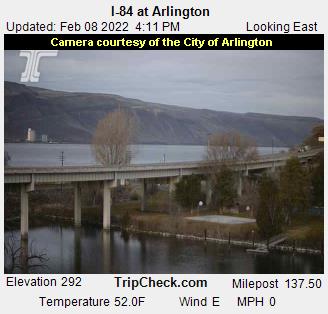 I-84 at Arlington
Updated: Feb 08 2022 4:11 PM Looking East
Camera courtesy of the City of Arlington
Elevation 292 TripCheck.com Milepost 137.50
Temperature 52.0F Wind E MPH 0